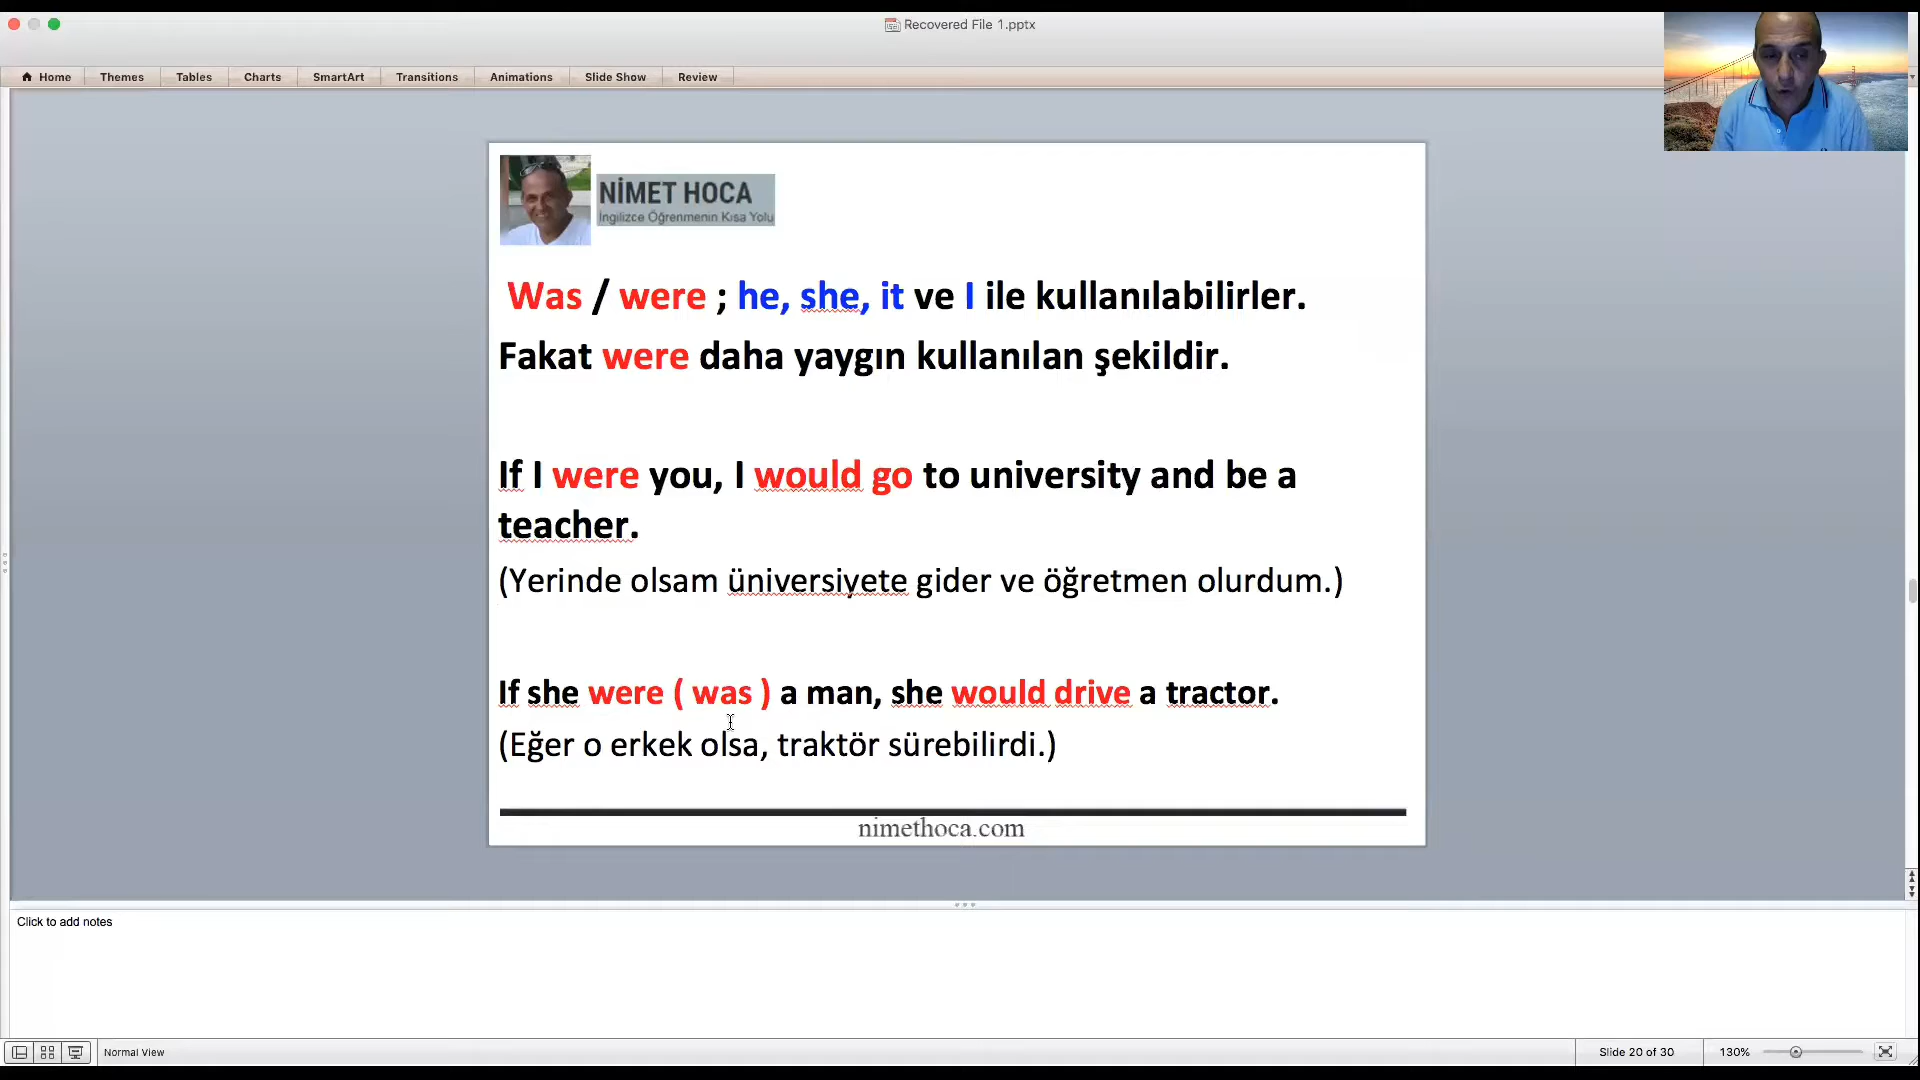 Recovered File 1.pptx
Home Themes Tables Charts SmartArt Transitions Animations Slide Show Review
NİMET HOCA
İngilizce Öğrenmenin Kısa Yolu
Was / were ; he, she, it ve I ile kullanılabilirler.
Fakat were daha yaygın kullanılan şekildir.
If I were you, I would go to university and be a
teacher.
(Yerinde olsam üniversiyete gider ve öğretmen olurdum.)
If she were ( was ) a man, she would drive a tractor.
(Eğer o erkek olsa, traktör sürebilirdi.)
nimethoca.com
Click to add notes
Normal View Slide 20 of 30 130%